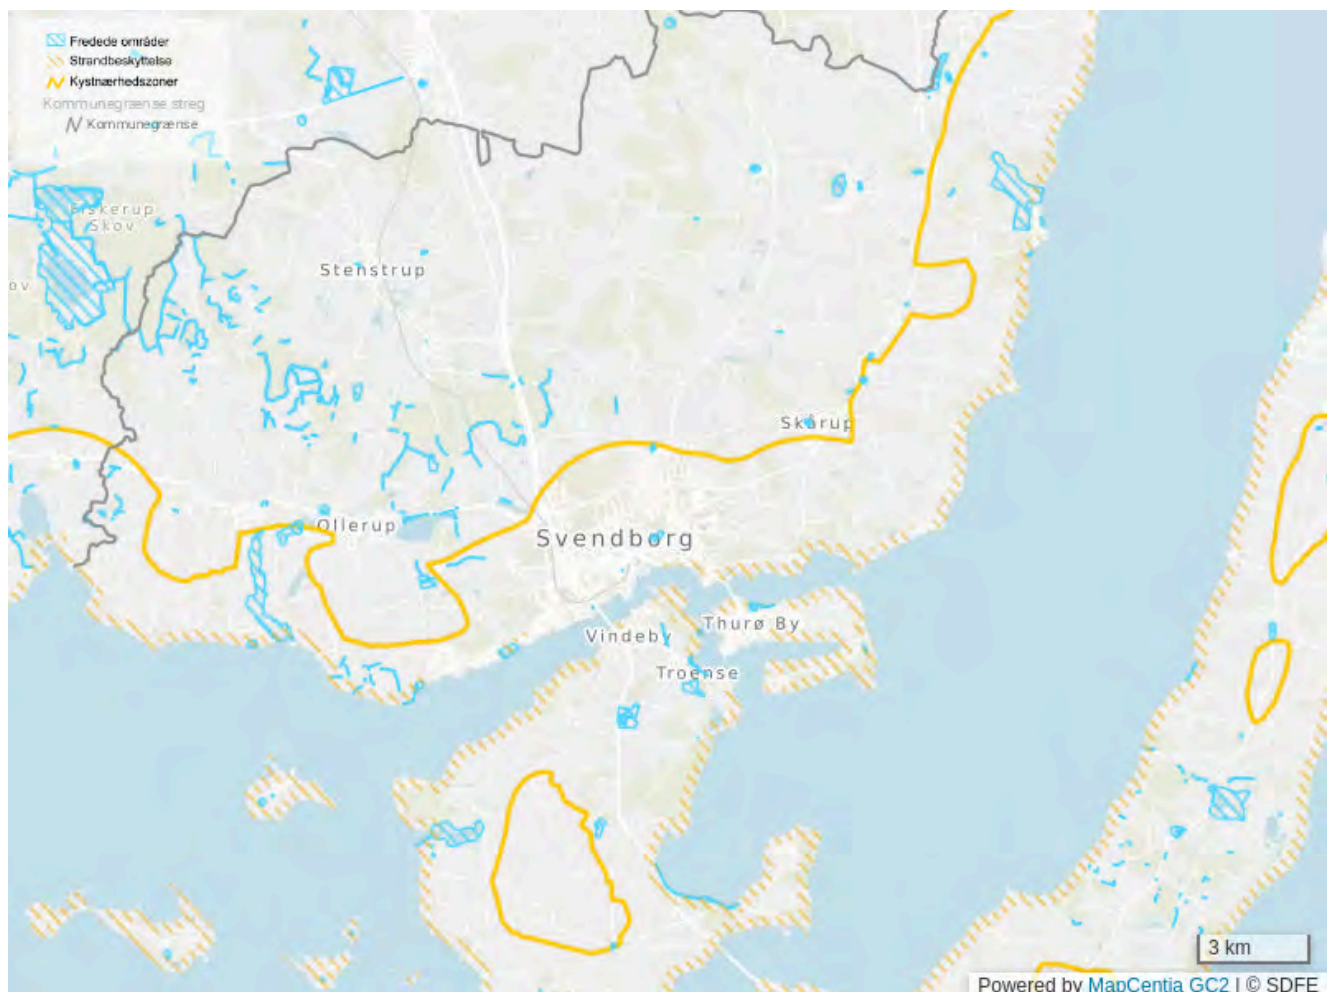 Fredede områder
Strandbeskyttelse
Kystnærhedszoner
Kommunegrænse streg
Kommunegrænse
Skov
ov
Stenstrup
Skårup
Ollerup
Svendborg
Vindeby
Thurø By
Troense
3 km
Powered by MapCentia GC2 | © SDFE